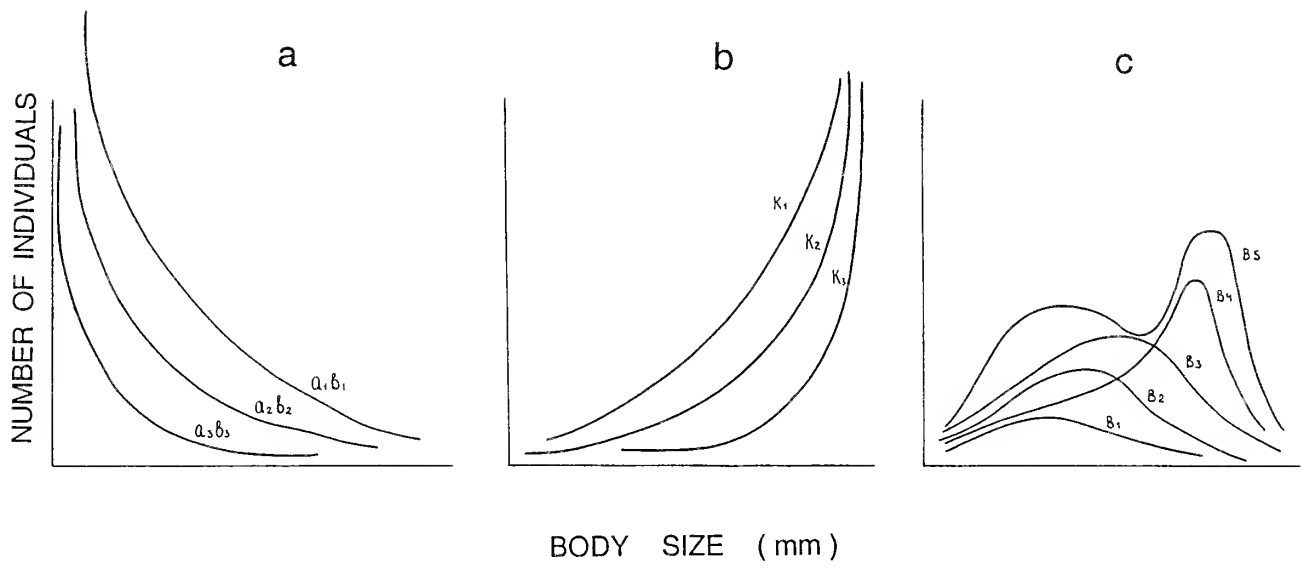 a
b
c
NUMBER OF INDIVIDUALS
a₁b₁
a₂b₂
a₃b₃
K₁
K₂
K₃
B5
B4
B3
B2
B1
BODY SIZE (mm)